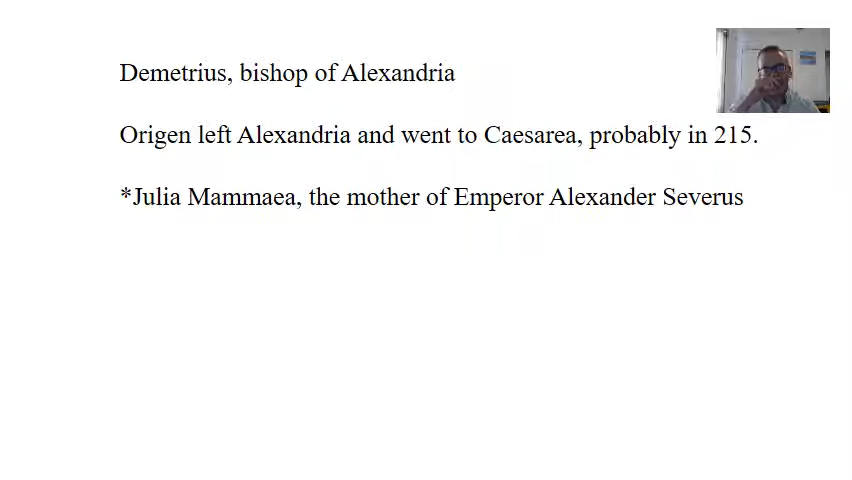 Demetrius, bishop of Alexandria
Origen left Alexandria and went to Caesarea, probably in 215.
*Julia Mammaea, the mother of Emperor Alexander Severus